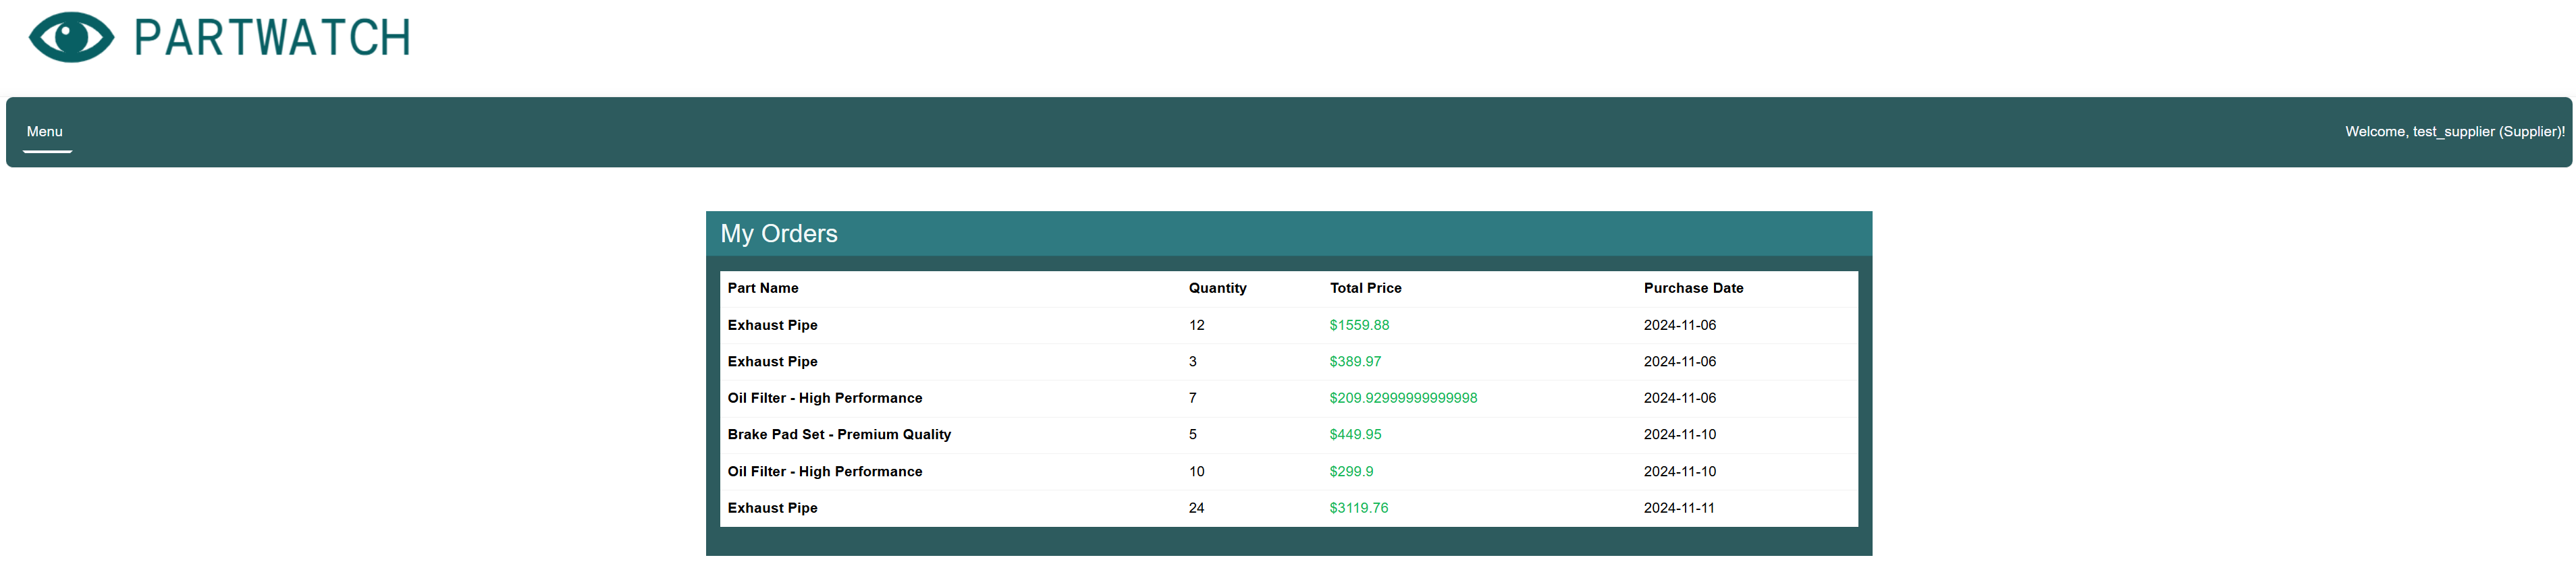 PARTWATCH
Menu Welcome, test_supplier (Supplier)!
My Orders
Part Name Quantity Total Price Purchase Date
Exhaust Pipe 12 $1559.88 2024-11-06
Exhaust Pipe 3 $389.97 2024-11-06
Oil Filter - High Performance 7 $209.92999999999998 2024-11-06
Brake Pad Set - Premium Quality 5 $449.95 2024-11-10
Oil Filter - High Performance 10 $299.9 2024-11-10
Exhaust Pipe 24 $3119.76 2024-11-11